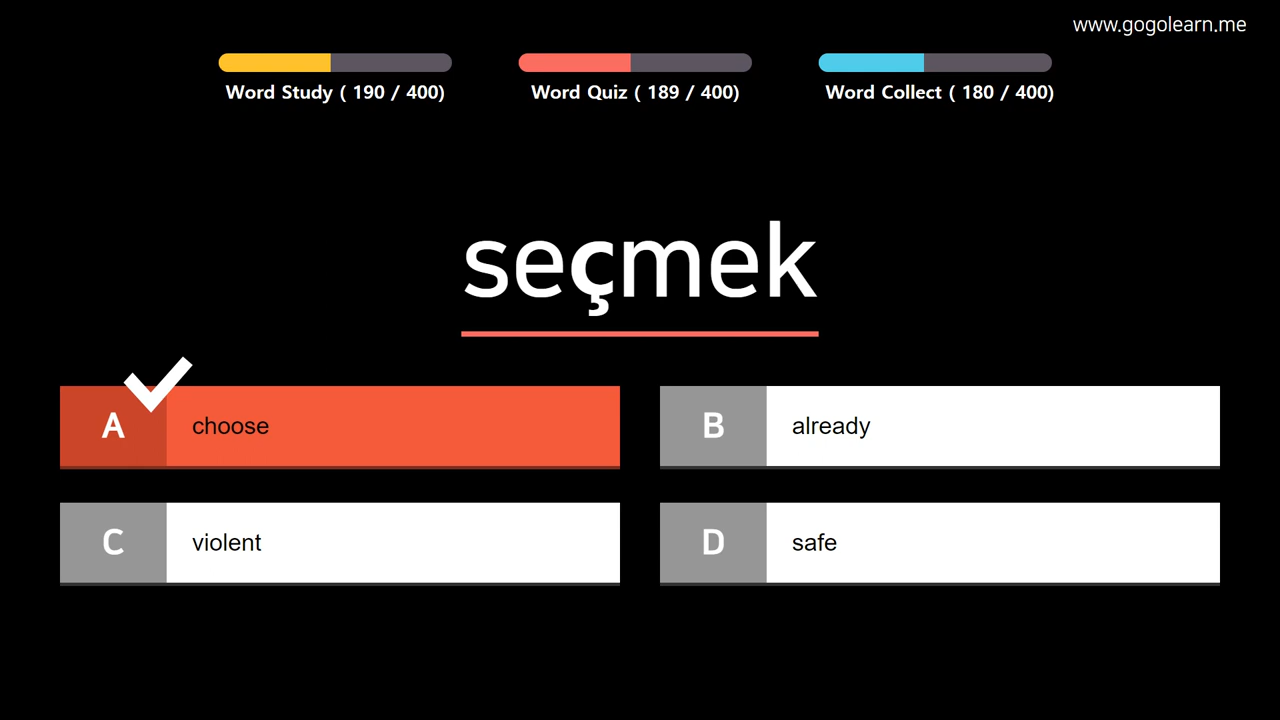 www.gogolearn.me
Word Study ( 190 / 400)
Word Quiz ( 189 / 400)
Word Collect ( 180 / 400)
seçmek
A choose
B already
C violent
D safe